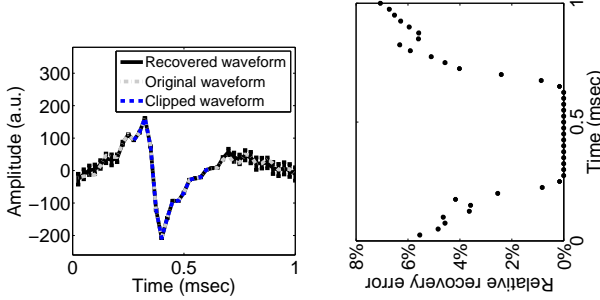 Recovered waveform
Original waveform
Clipped waveform
Amplitude (a.u.)
300
200
100
0
−100
−200
0
0.5
1
Time (msec)
8%
6%
4%
2%
0%
Relative recovery error
0
0.5
1
Time (msec)